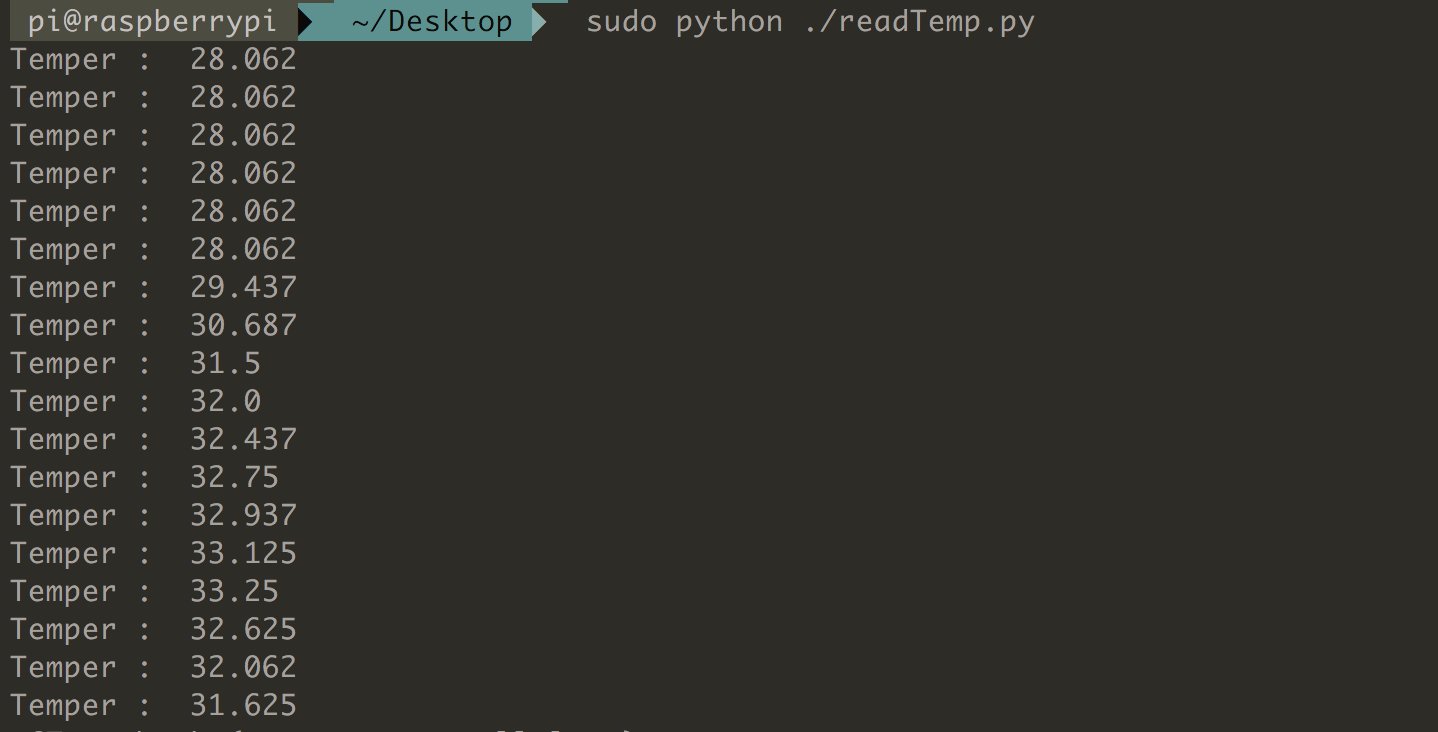 pi@raspberrypi ~/Desktop sudo python ./readTemp.py
Temper : 28.062
Temper : 28.062
Temper : 28.062
Temper : 28.062
Temper : 28.062
Temper : 28.062
Temper : 29.437
Temper : 30.687
Temper : 31.5
Temper : 32.0
Temper : 32.437
Temper : 32.75
Temper : 32.937
Temper : 33.125
Temper : 33.25
Temper : 32.625
Temper : 32.062
Temper : 31.625